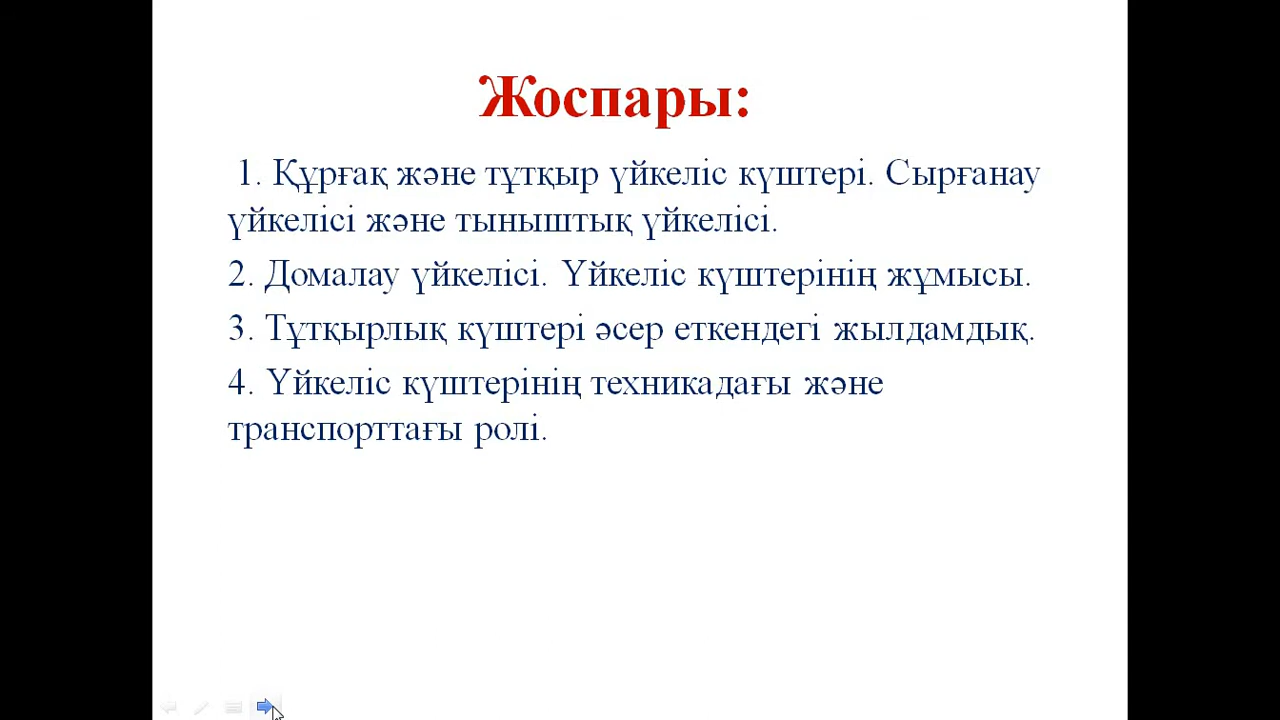 Жоспары:
1. Құрғақ және тұтқыр үйкеліс күштері. Сырғанау
үйкелісі және тыныштық үйкелісі.
2. Домалау үйкелісі. Үйкеліс күштерінің жұмысы.
3. Тұтқырлық күштері әсер еткендегі жылдамдық.
4. Үйкеліс күштерінің техникадағы және
транспорттағы ролі.